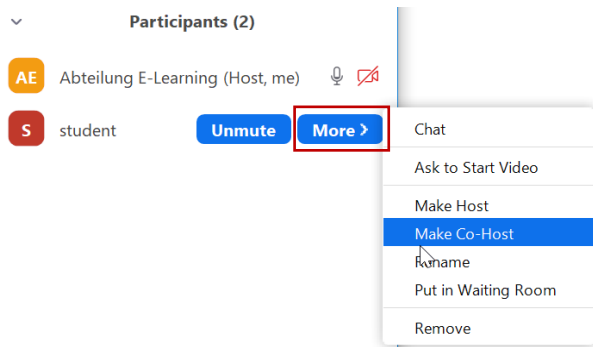 Participants (2)
AE Abteilung E-Learning (Host, me)
S student Unmute More >
Chat
Ask to Start Video
Make Host
Make Co-Host
Rename
Put in Waiting Room
Remove